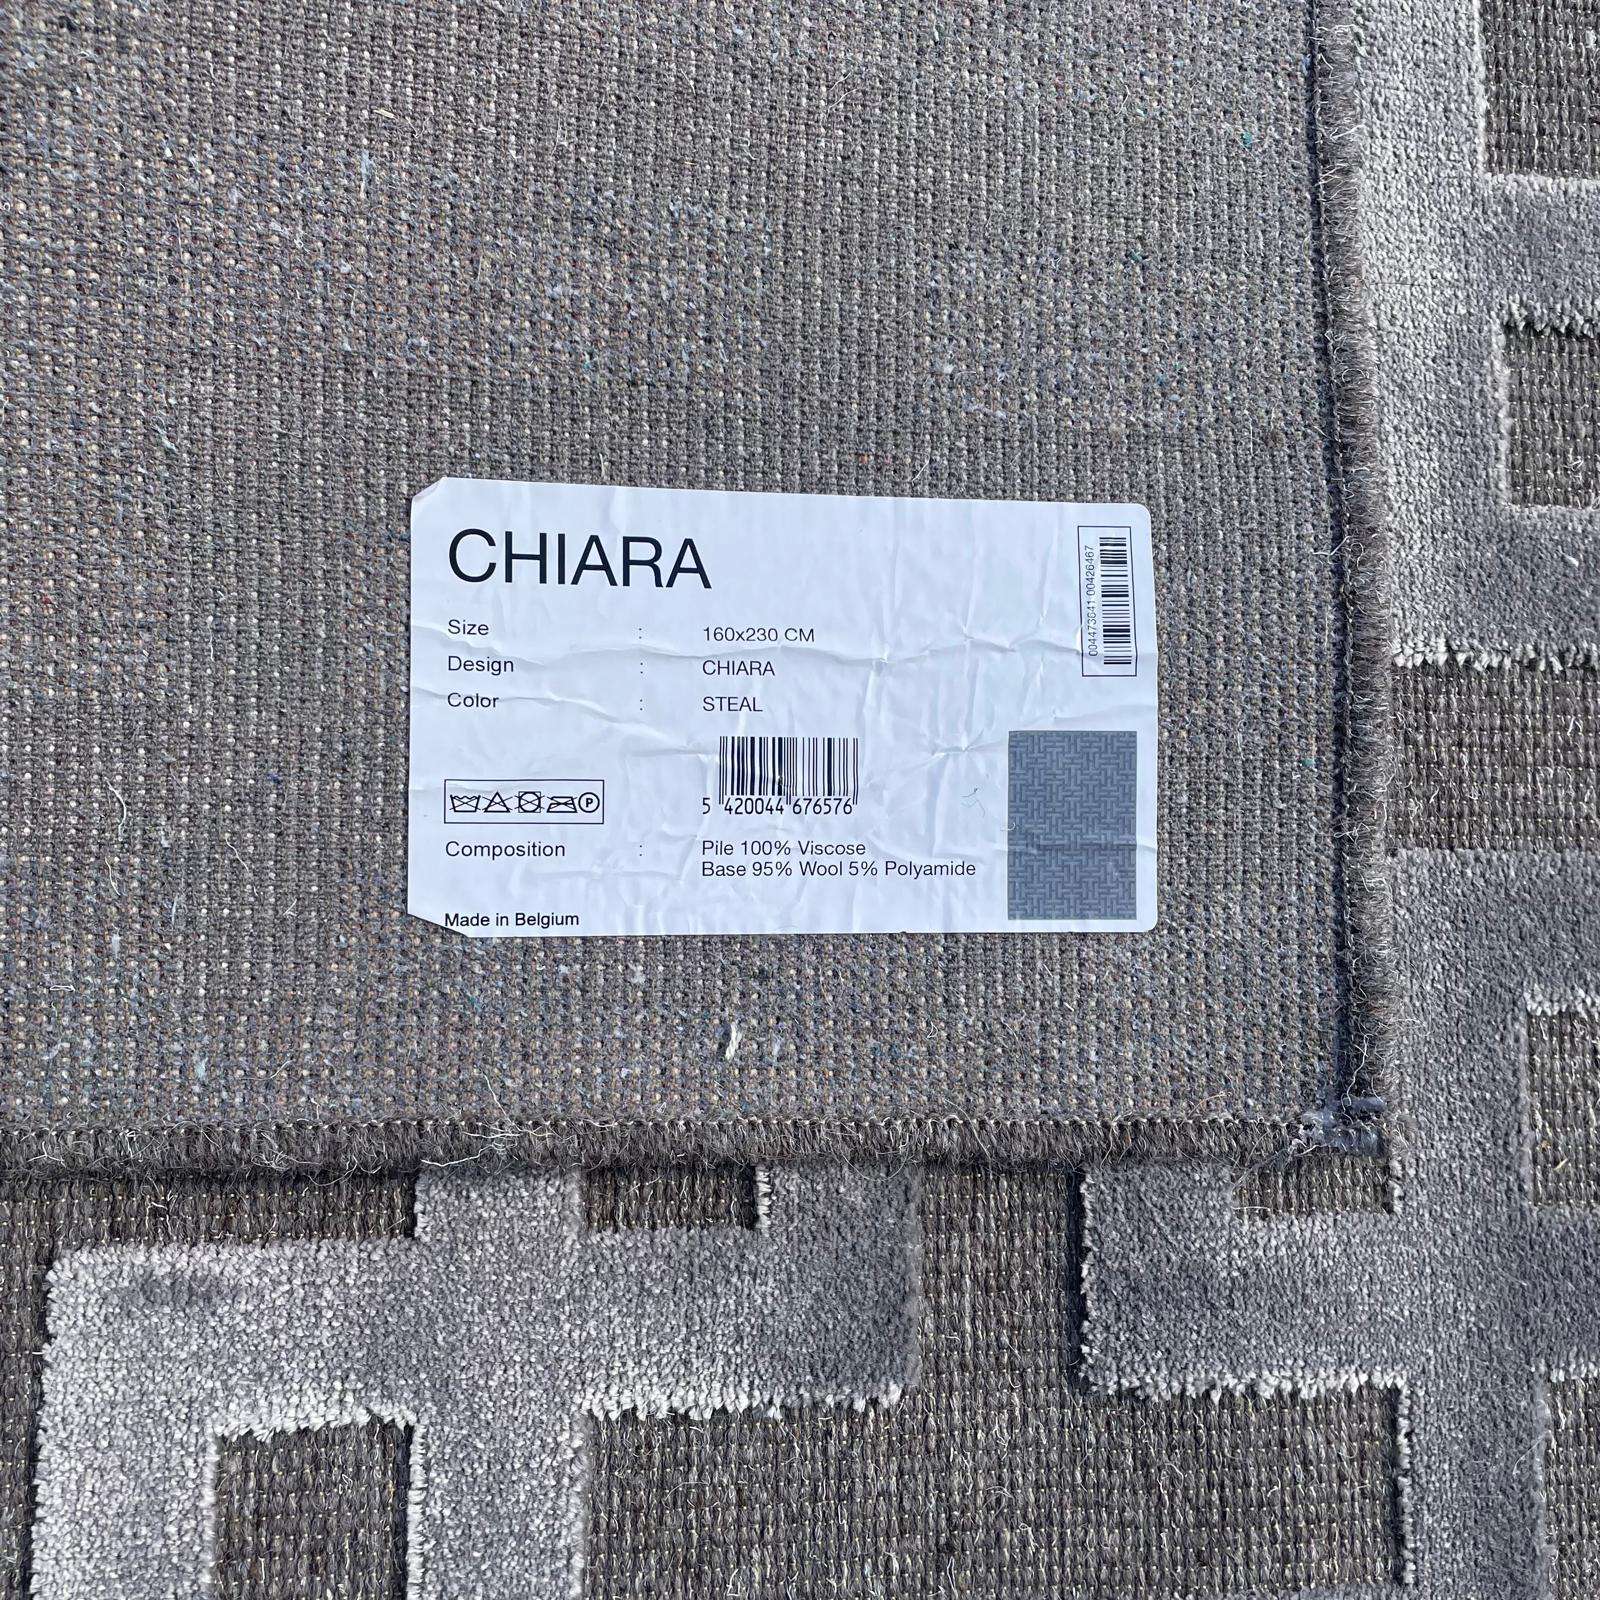 CHIARA
Size : 160x230 CM
Design : CHIARA
Color : STEAL
5 420044 676576
P
Composition : Pile 100% Viscose
Base 95% Wool 5% Polyamide
Made in Belgium